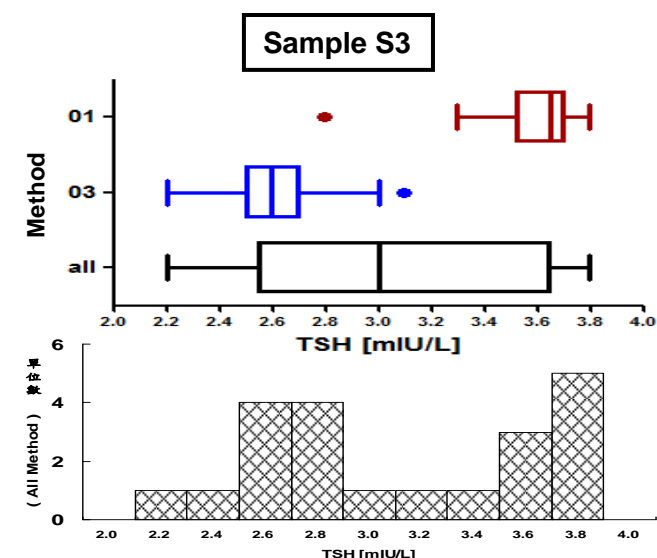 Sample S3
Method
01
03
all
2.0 2.2 2.4 2.6 2.8 3.0 3.2 3.4 3.6 3.8 4.0
TSH [mIU/L]
單位數
( All Method )
6
4
2
0
2.0 2.2 2.4 2.6 2.8 3.0 3.2 3.4 3.6 3.8 4.0
TSH [mIU/L]